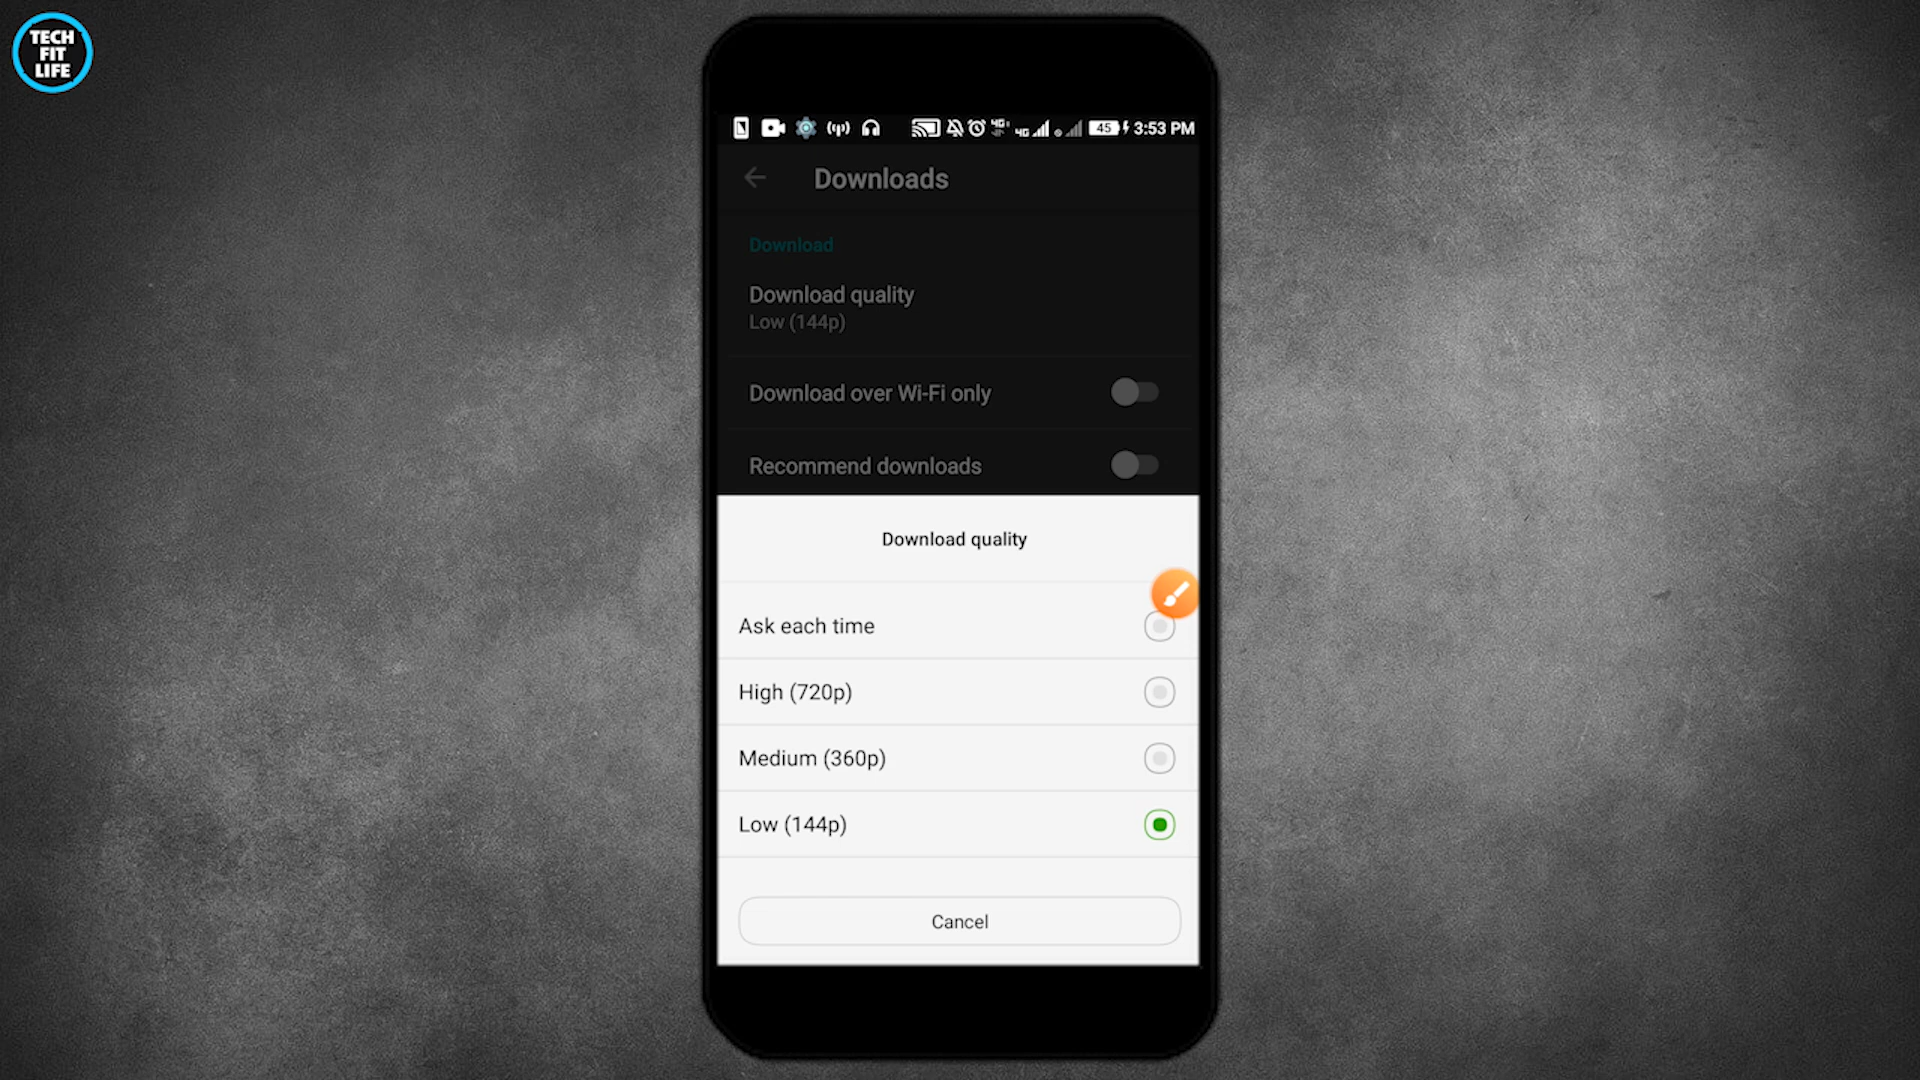 TECH
FIT
LIFE
45 3:53 PM
Downloads
Download
Download quality
Low (144p)
Download over Wi-Fi only
Recommend downloads
Download quality
Ask each time
High (720p)
Medium (360p)
Low (144p)
Cancel